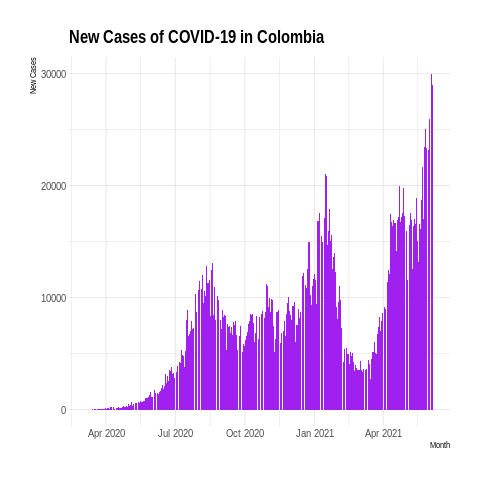 New Cases of COVID-19 in Colombia
New Cases
30000
20000
10000
0
Apr 2020 Jul 2020 Oct 2020 Jan 2021 Apr 2021
Month